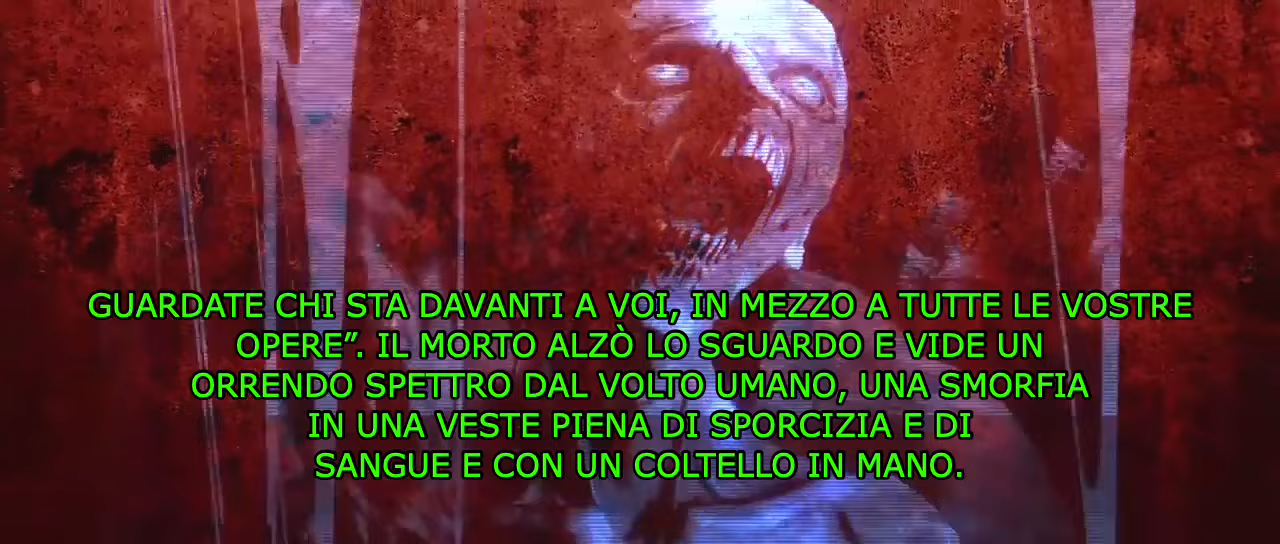 GUARDATE CHI STA DAVANTI A VOI, IN MEZZO A TUTTE LE VOSTRE
OPERE”. IL MORTO ALZÒ LO SGUARDO E VIDE UN
ORRENDO SPETTRO DAL VOLTO UMANO, UNA SMORFIA
IN UNA VESTE PIENA DI SPORCIZIA E DI
SANGUE E CON UN COLTELLO IN MANO.